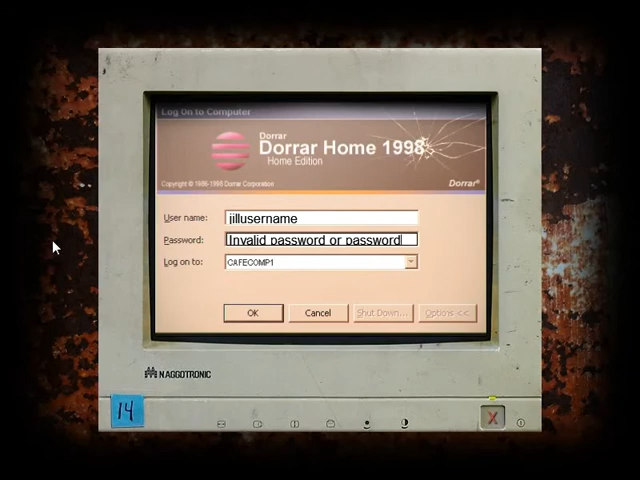 Log On to Computer
Dorrar
Dorrar Home 1998
Home Edition
Copyright © 1986-1998 Dorrar Corporation
Dorrar®
User name: jillusername
Password: Invalid password or password
Log on to: CAFECOMP1
OK Cancel Shut Down... Options <<
NAGGOTRONIC
14
X